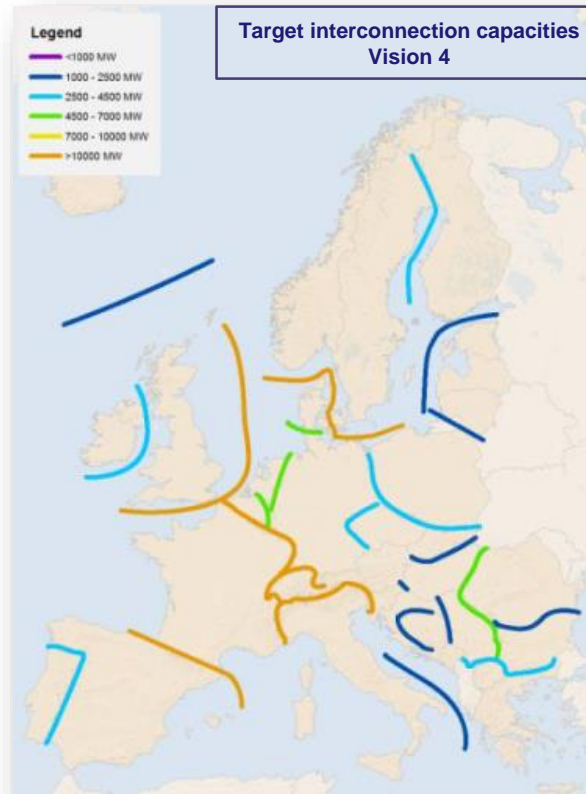 Target interconnection capacities
Vision 4
Legend
<1000 MW
1000 - 2500 MW
2500 - 4500 MW
4500 - 7000 MW
7000 - 10000 MW
>10000 MW